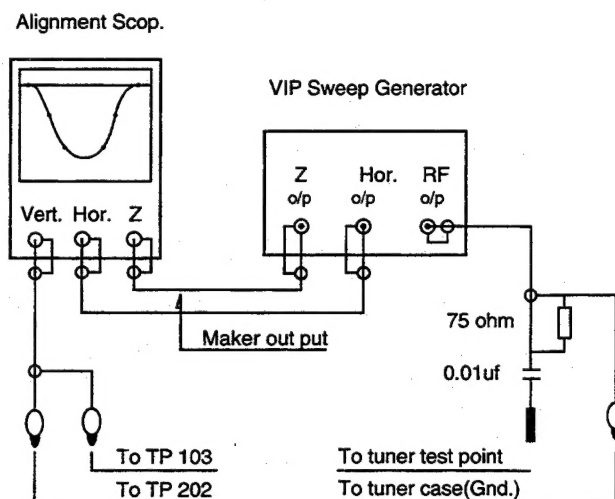 Alignment Scop.
VIP Sweep Generator
Z Hor. RF
o/p o/p o/p
Vert. Hor. Z
Maker out put
75 ohm
0.01uf
To TP 103
To TP 202
To tuner test point
To tuner case(Gnd.)